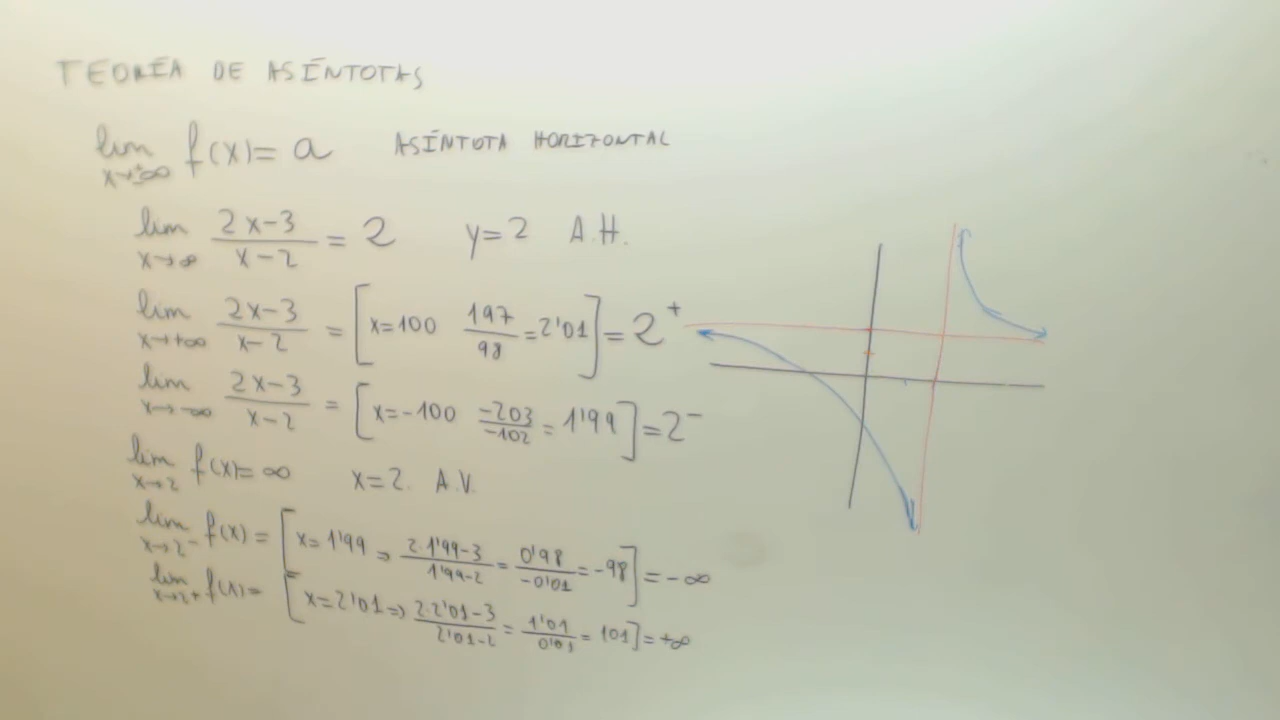 TEORÍA DE ASÍNTOTAS
lim x→±∞ f(x)= a ASÍNTOTA HORIZONTAL
lim x→∞ 2x-3/x-2 = 2 y=2 A.H.
lim x→+∞ 2x-3/x-2 = [x=100 197/98 =2'01] = 2⁺
lim x→-∞ 2x-3/x-2 = [x=-100 -203/-102 = 1'99] = 2⁻
lim x→2 f(x)=∞ x=2. A.V.
lim x→2⁻ f(x) = [x=1'99 ⇒ 2·1'99-3/1'99-2 = 0'98/-0'01 = -98] = -∞
lim x→2+ f(x)= [x=2'01 ⇒ 2·2'01-3/2'01-2 = 1'01/0'01 = 101] = +∞